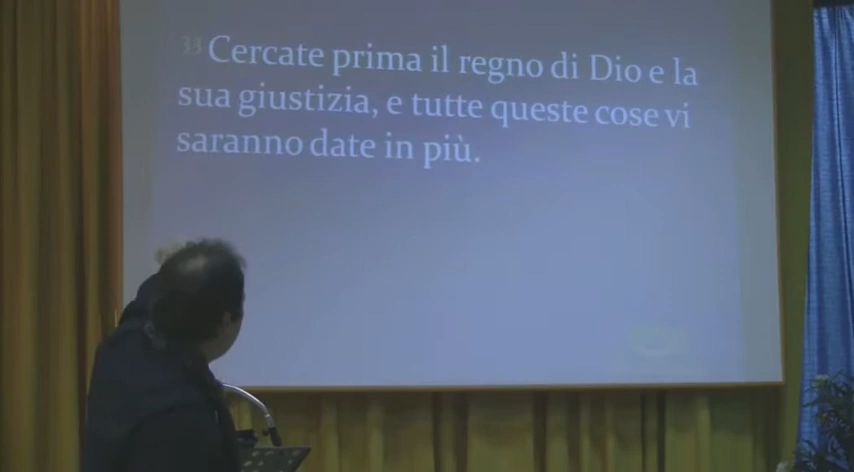 33 Cercate prima il regno di Dio e la
sua giustizia, e tutte queste cose vi
saranno date in più.